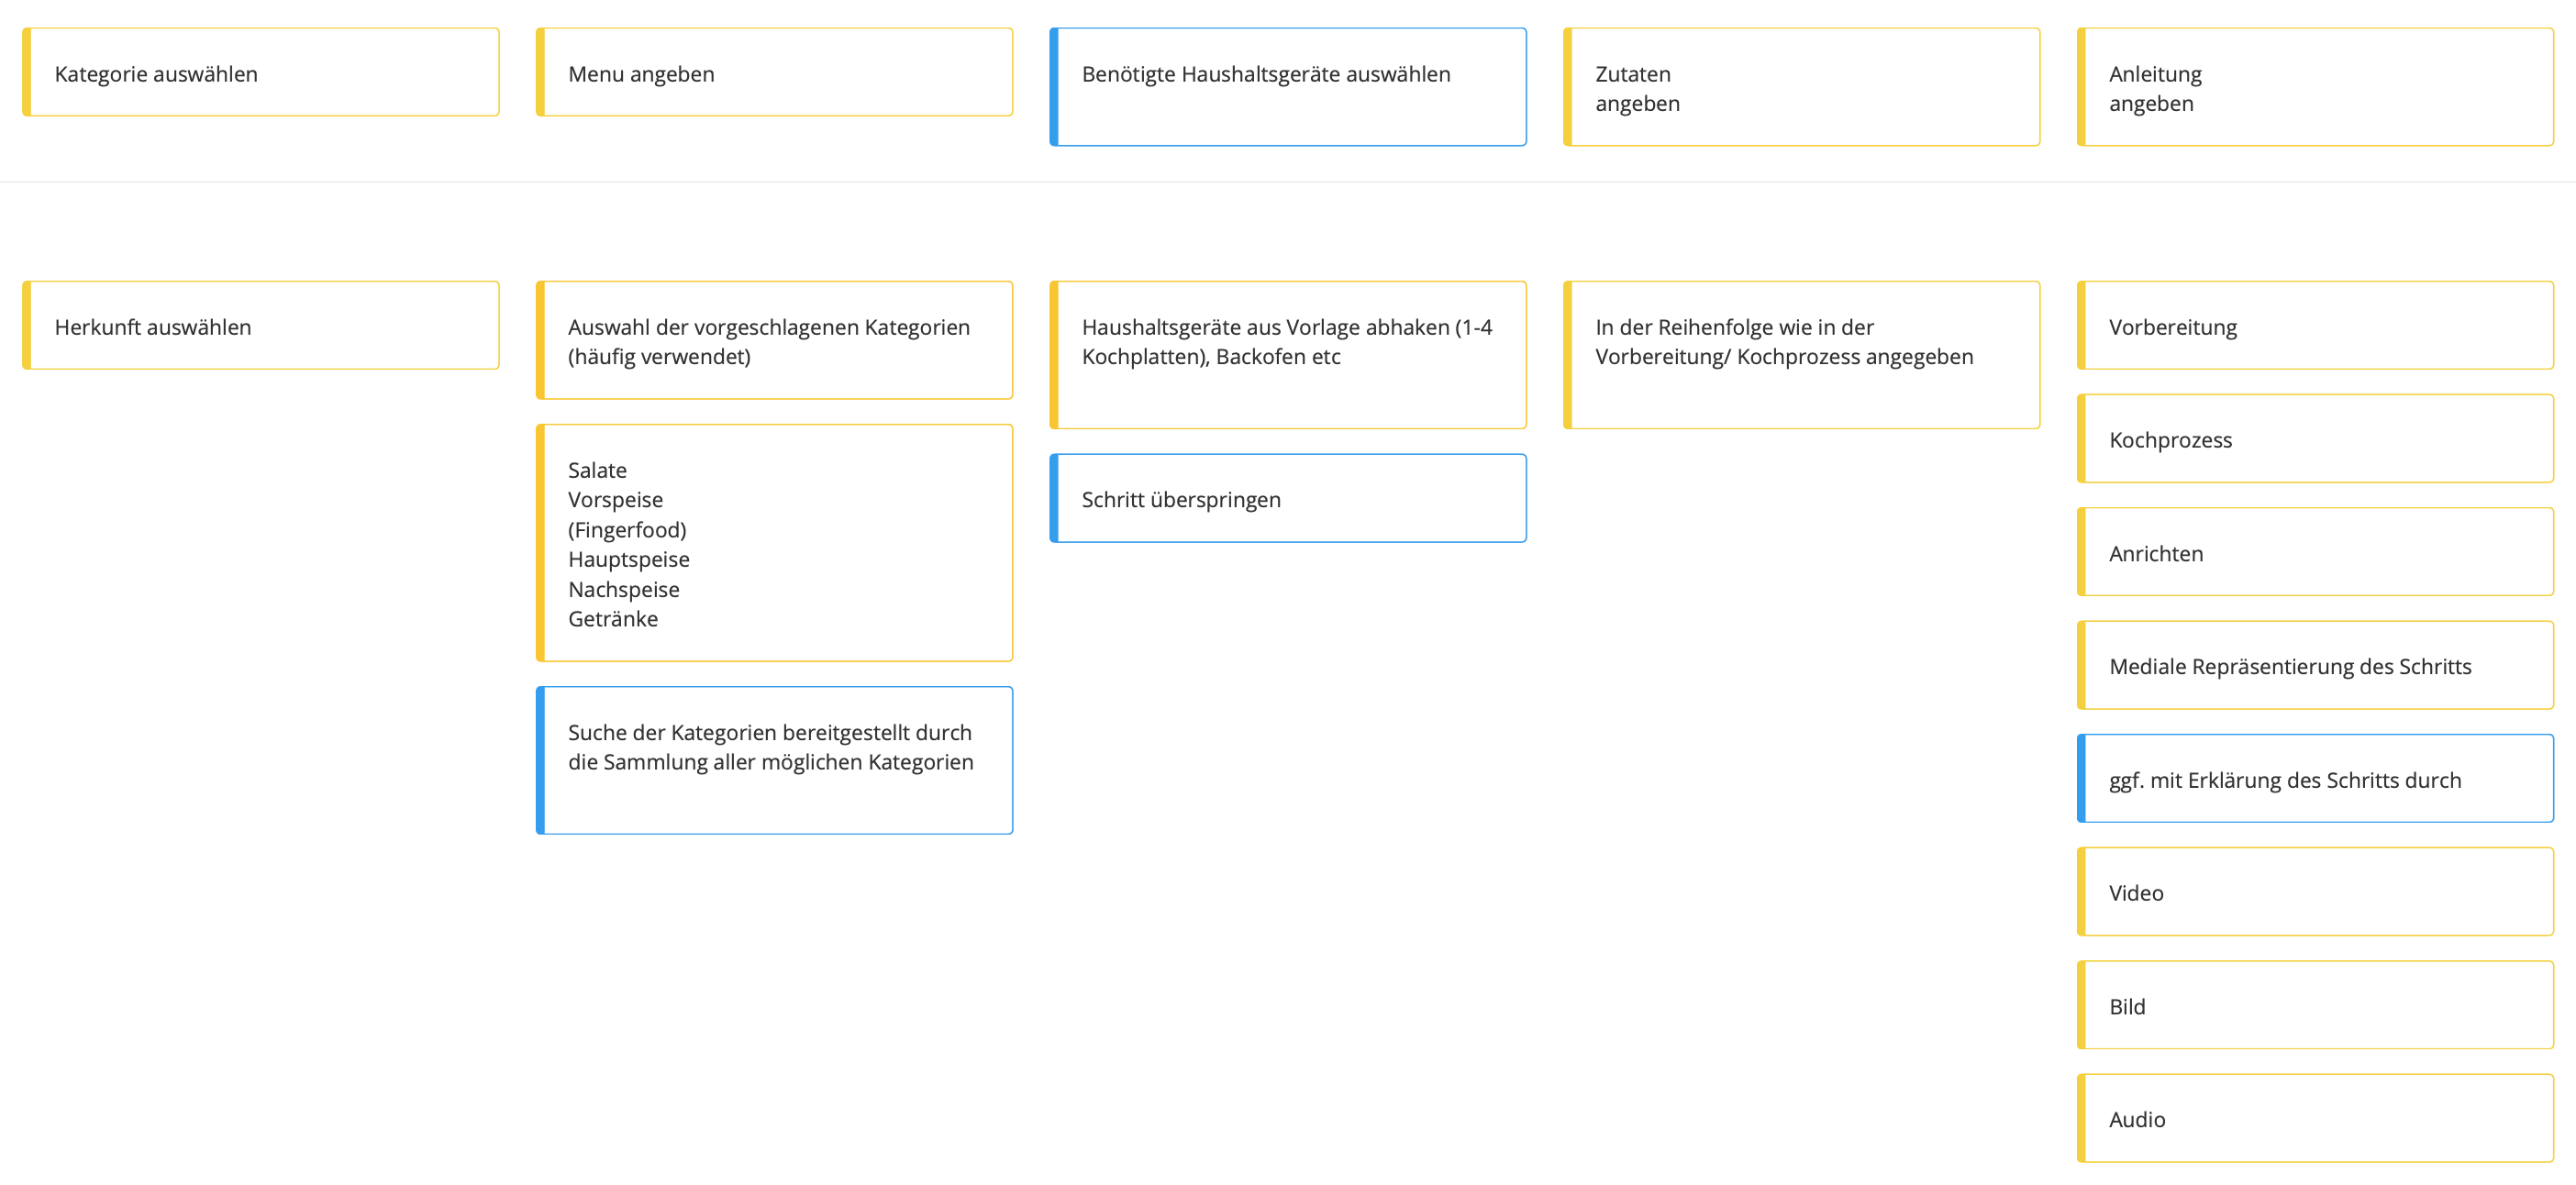 Kategorie auswählen
Menu angeben
Benötigte Haushaltsgeräte auswählen
Zutaten
angeben
Anleitung
angeben
Herkunft auswählen
Auswahl der vorgeschlagenen Kategorien
(häufig verwendet)
Salate
Vorspeise
(Fingerfood)
Hauptspeise
Nachspeise
Getränke
Suche der Kategorien bereitgestellt durch
die Sammlung aller möglichen Kategorien
Haushaltsgeräte aus Vorlage abhaken (1-4
Kochplatten), Backofen etc
Schritt überspringen
In der Reihenfolge wie in der
Vorbereitung/ Kochprozess angegeben
Vorbereitung
Kochprozess
Anrichten
Mediale Repräsentierung des Schritts
ggf. mit Erklärung des Schritts durch
Video
Bild
Audio